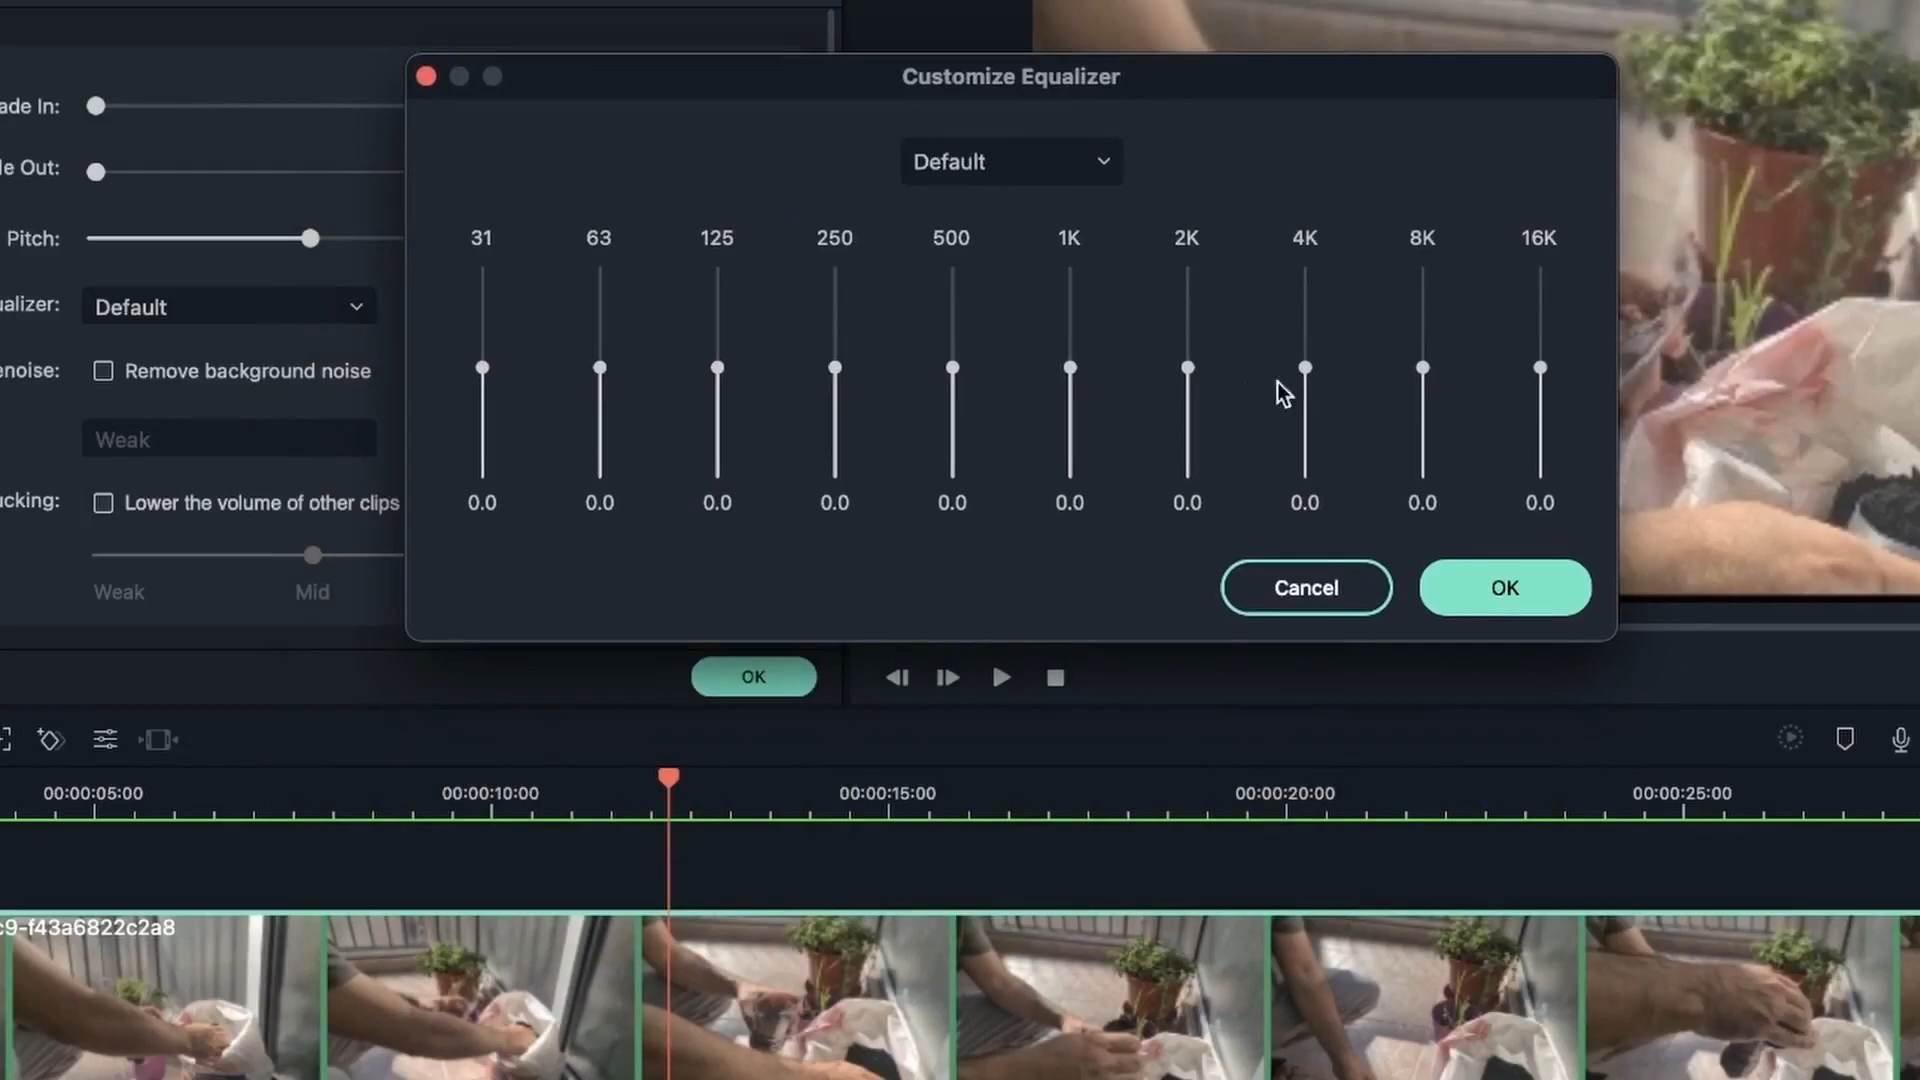 Customize Equalizer
Default
31 63 125 250 500 1K 2K 4K 8K 16K
0.0 0.0 0.0 0.0 0.0 0.0 0.0 0.0 0.0 0.0
Cancel OK
ade In:
le Out:
Pitch:
ualizer: Default
enoise: Remove background noise
Weak
ucking: Lower the volume of other clips
Weak Mid
OK
00:00:05:00 00:00:10:00 00:00:15:00 00:00:20:00 00:00:25:00
c9-f43a6822c2a8